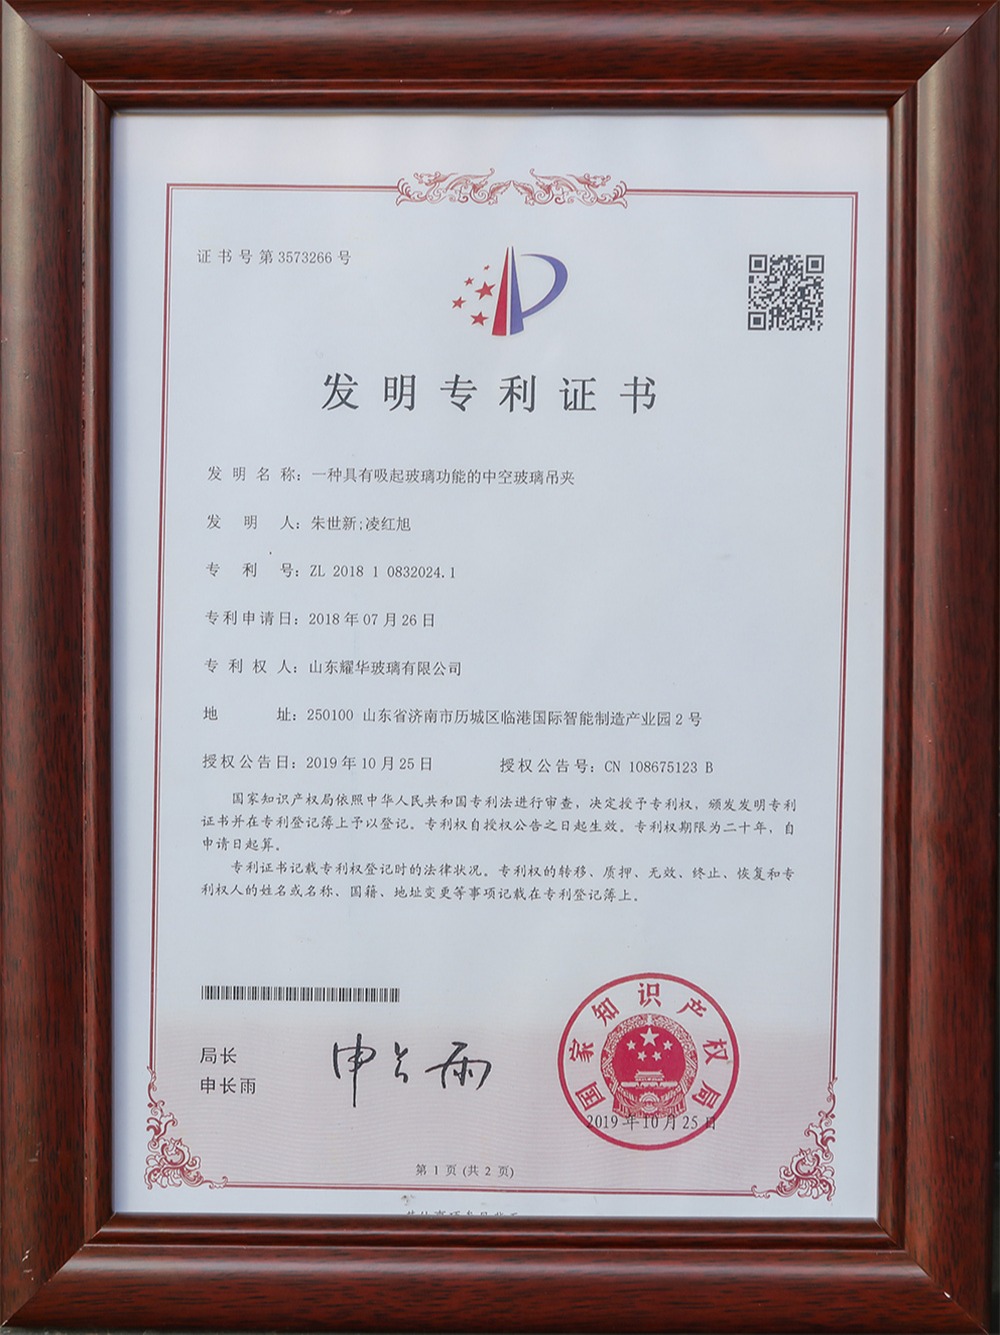 证书号第3573266号
发明专利证书
发明名称：一种具有吸起玻璃功能的中空玻璃吊夹
发明人：朱世新;凌红旭
专利号：ZL 2018 1 0832024.1
专利申请日：2018年07月26日
专利权人：山东耀华玻璃有限公司
地址：250100 山东省济南市历城区临港国际智能制造产业园2号
授权公告日：2019年10月25日 授权公告号：CN 108675123 B
国家知识产权局依照中华人民共和国专利法进行审查，决定授予专利权，颁发发明专利
证书并在专利登记簿上予以登记。专利权自授权公告之日起生效。专利权期限为二十年，自
申请日起算。
专利证书记载专利权登记时的法律状况。专利权的转移、质押、无效、终止、恢复和专
利权人的姓名或名称、国籍、地址变更等事项记载在专利登记簿上。
局长
申长雨
申长雨
国家知识产权局
2019年10月25日
第1页(共2页)